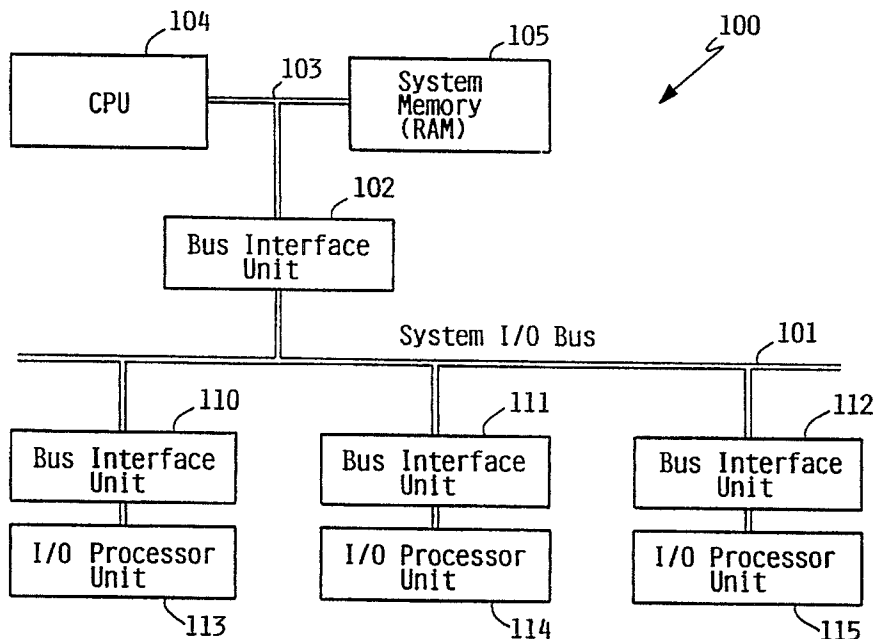 104
105
100
103
CPU
System
Memory
(RAM)
102
Bus Interface
Unit
System I/O Bus
101
110
111
112
Bus Interface
Unit
Bus Interface
Unit
Bus Interface
Unit
I/O Processor
Unit
I/O Processor
Unit
I/O Processor
Unit
113
114
115